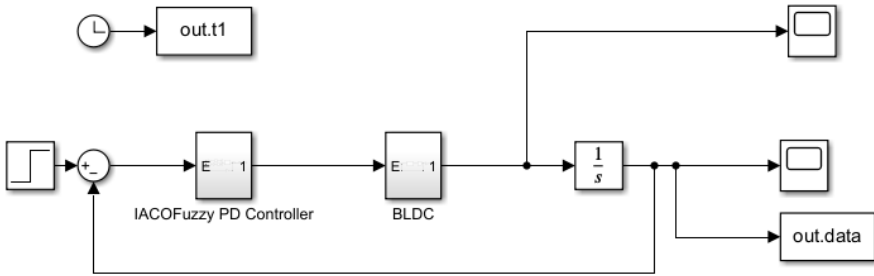 out.t1
+
−
E 1
E 1
1
s
IACOFuzzy PD Controller
BLDC
out.data